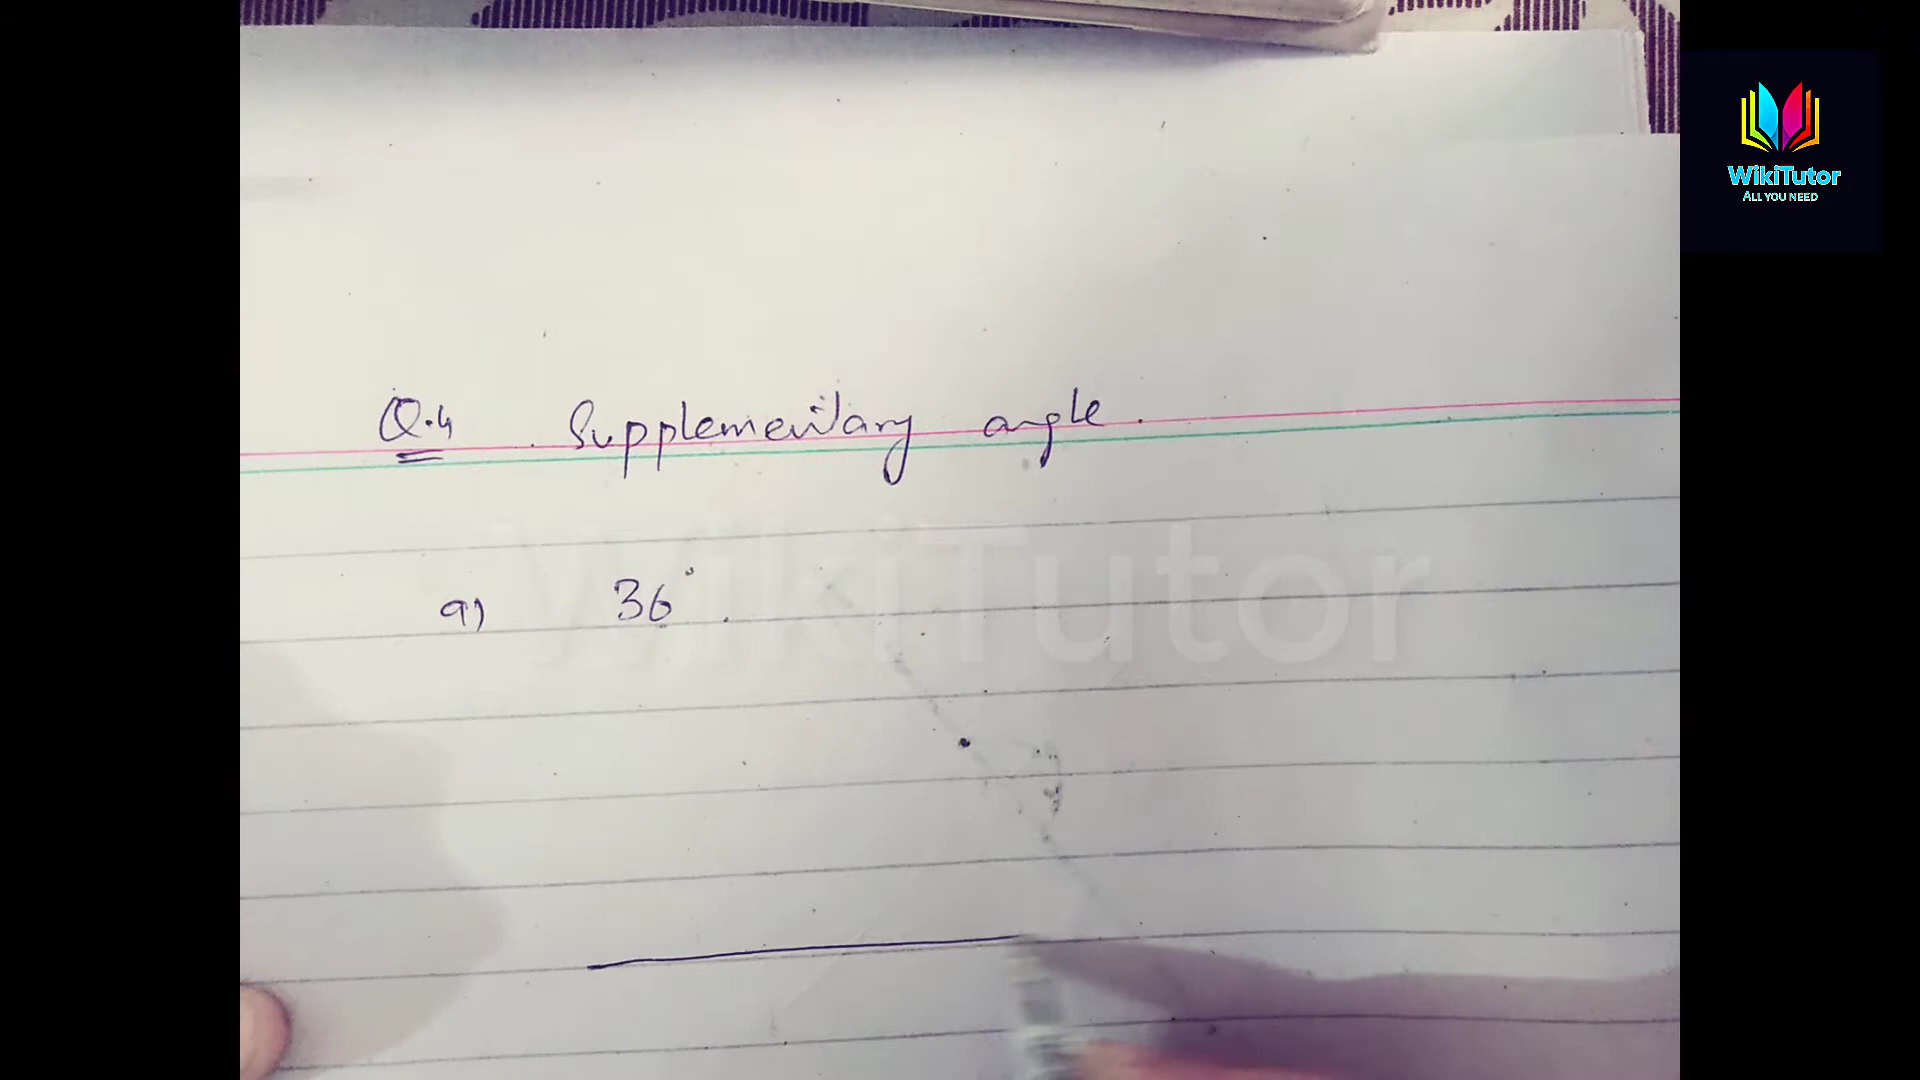 WikiTutor
ALL YOU NEED
Q.4 Supplementary angle.
a) 36°.
WikiTutor